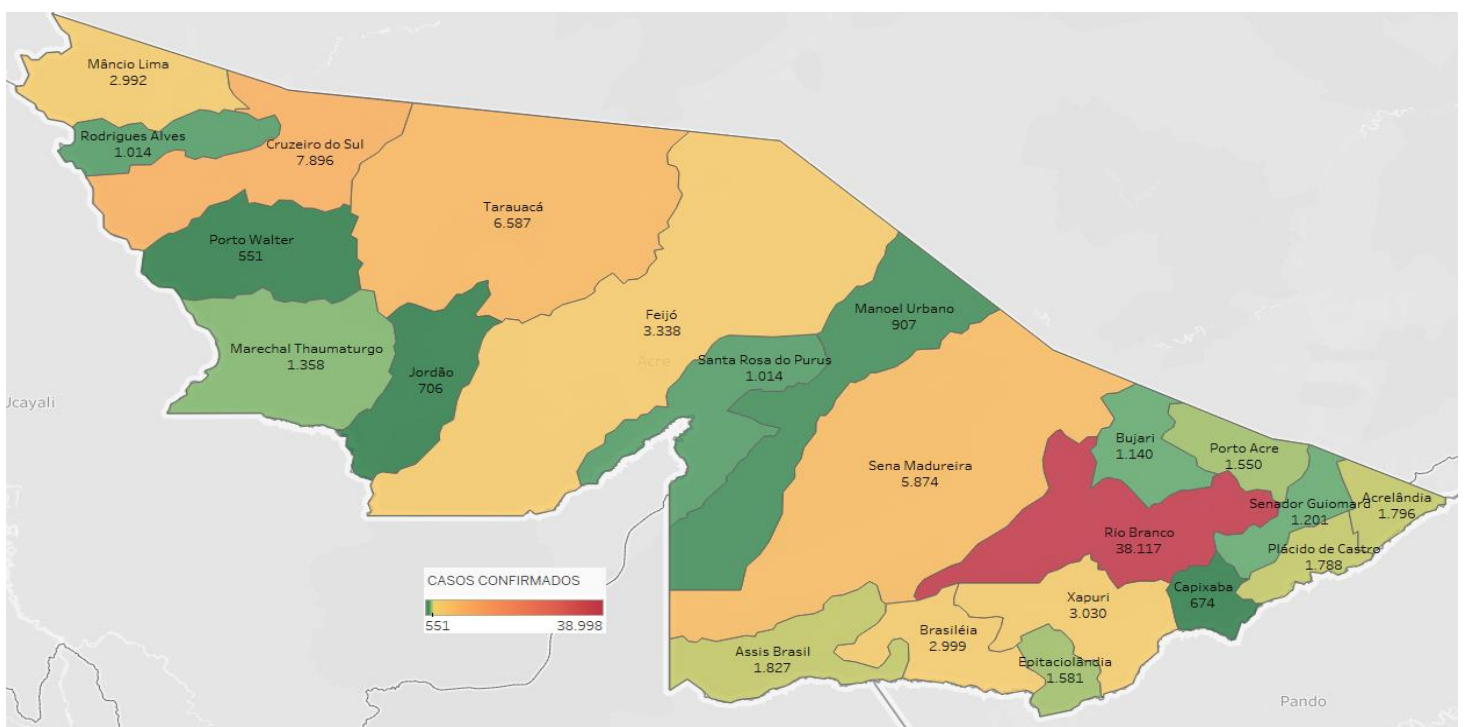 Mâncio Lima
2.992
Rodrigues Alves
1.014
Cruzeiro do Sul
7.896
Tarauacá
6.587
Porto Walter
551
Marechal Thaumaturgo
1.358
Jordão
706
Feijó
3.338
Acre
Manoel Urbano
907
Santa Rosa do Purus
1.014
Sena Madureira
5.874
Bujari
1.140
Porto Acre
1.550
Senador Guiomard
1.201
Acrelândia
1.796
Rio Branco
38.117
Plácido de Castro
1.788
Capixaba
674
Xapuri
3.030
Brasiléia
2.999
Epitaciolândia
1.581
Assis Brasil
1.827
Ucayali
Pando
CASOS CONFIRMADOS
551
38.998